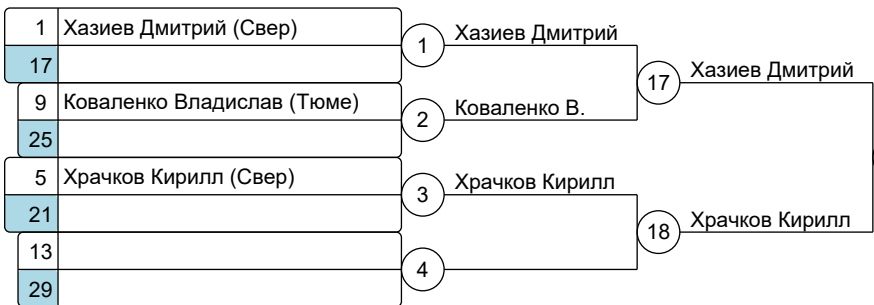 1 Хазиев Дмитрий (Свер)
17
1 Хазиев Дмитрий
9 Коваленко Владислав (Тюме)
25
2 Коваленко В.
17 Хазиев Дмитрий
5 Храчков Кирилл (Свер)
21
3 Храчков Кирилл
13
29
4
18 Храчков Кирилл